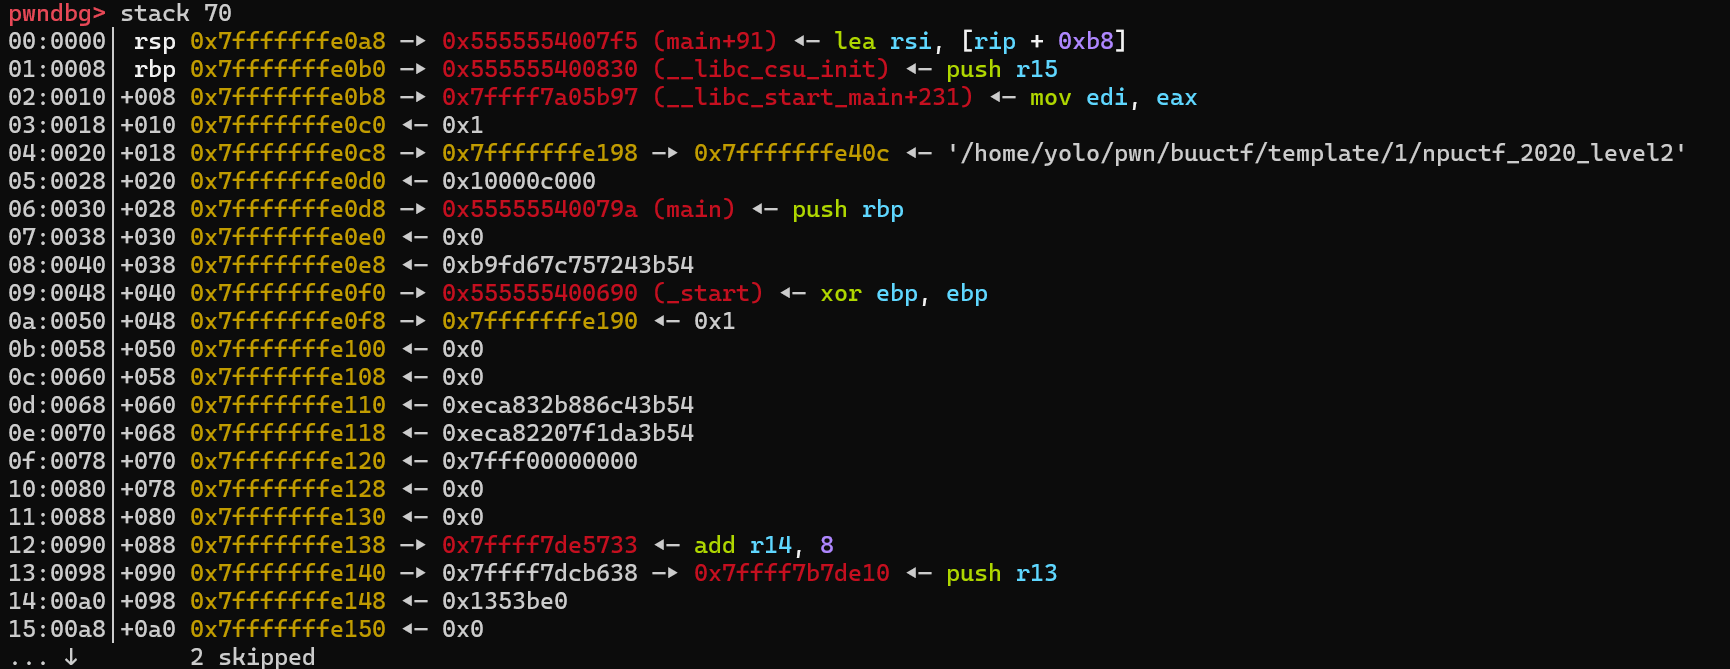 pwndbg> stack 70
00:0000│ rsp 0x7fffffffe0a8 —▸ 0x5555554007f5 (main+91) ◂— lea rsi, [rip + 0xb8]
01:0008│ rbp 0x7fffffffe0b0 —▸ 0x555555400830 (__libc_csu_init) ◂— push r15
02:0010│+008 0x7fffffffe0b8 —▸ 0x7ffff7a05b97 (__libc_start_main+231) ◂— mov edi, eax
03:0018│+010 0x7fffffffe0c0 ◂— 0x1
04:0020│+018 0x7fffffffe0c8 —▸ 0x7fffffffe198 —▸ 0x7fffffffe40c ◂— '/home/yolo/pwn/buuctf/template/1/npuctf_2020_level2'
05:0028│+020 0x7fffffffe0d0 ◂— 0x10000c000
06:0030│+028 0x7fffffffe0d8 —▸ 0x55555540079a (main) ◂— push rbp
07:0038│+030 0x7fffffffe0e0 ◂— 0x0
08:0040│+038 0x7fffffffe0e8 ◂— 0xb9fd67c757243b54
09:0048│+040 0x7fffffffe0f0 —▸ 0x555555400690 (_start) ◂— xor ebp, ebp
0a:0050│+048 0x7fffffffe0f8 —▸ 0x7fffffffe190 ◂— 0x1
0b:0058│+050 0x7fffffffe100 ◂— 0x0
0c:0060│+058 0x7fffffffe108 ◂— 0x0
0d:0068│+060 0x7fffffffe110 ◂— 0xeca832b886c43b54
0e:0070│+068 0x7fffffffe118 ◂— 0xeca82207f1da3b54
0f:0078│+070 0x7fffffffe120 ◂— 0x7fff00000000
10:0080│+078 0x7fffffffe128 ◂— 0x0
11:0088│+080 0x7fffffffe130 ◂— 0x0
12:0090│+088 0x7fffffffe138 —▸ 0x7ffff7de5733 ◂— add r14, 8
13:0098│+090 0x7fffffffe140 —▸ 0x7ffff7dcb638 —▸ 0x7ffff7b7de10 ◂— push r13
14:00a0│+098 0x7fffffffe148 ◂— 0x1353be0
15:00a8│+0a0 0x7fffffffe150 ◂— 0x0
... ↓ 2 skipped